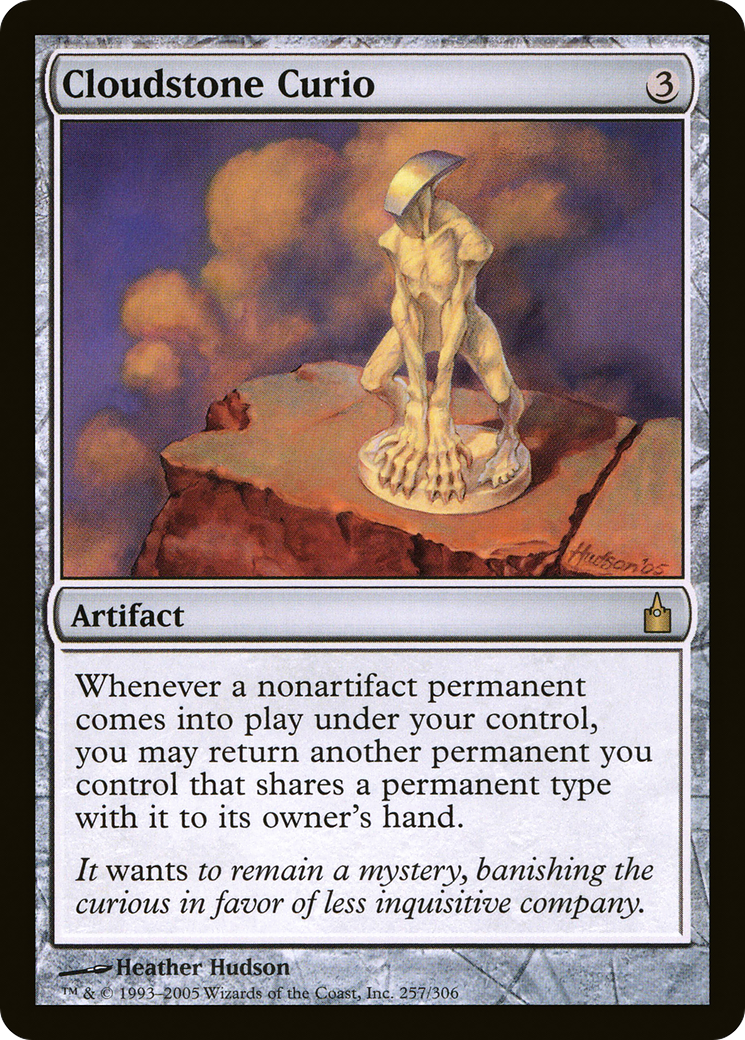 Cloudstone Curio 3
Hudson '05
Artifact
Whenever a nonartifact permanent
comes into play under your control,
you may return another permanent you
control that shares a permanent type
with it to its owner's hand.
It wants to remain a mystery, banishing the
curious in favor of less inquisitive company.
Heather Hudson
™ & © 1993–2005 Wizards of the Coast, Inc. 257/306